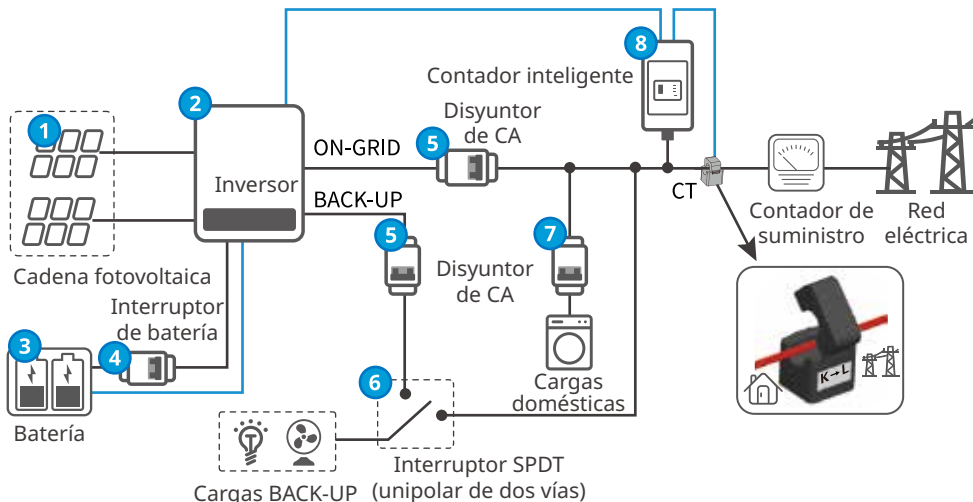 8
Contador inteligente
2
Disyuntor
de CA
1
ON-GRID
5
Inversor
BACK-UP
CT
Contador de
suministro
Red
eléctrica
5
7
Cadena fotovoltaica
Disyuntor
de CA
Interruptor
de batería
3
4
6
Cargas
domésticas
K→L
Batería
Interruptor SPDT
(unipolar de dos vías)
Cargas BACK-UP